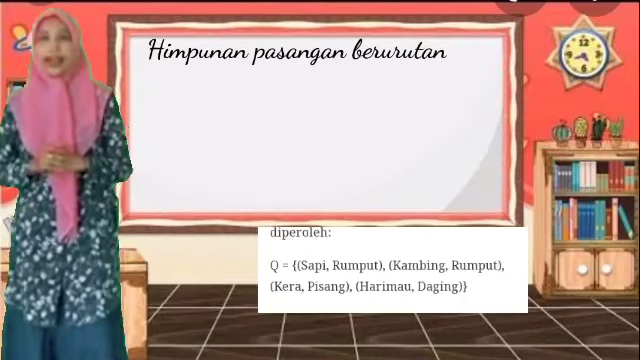 Himpunan pasangan berurutan
diperoleh:
Q = {(Sapi, Rumput), (Kambing, Rumput),
(Kera, Pisang), (Harimau, Daging)}